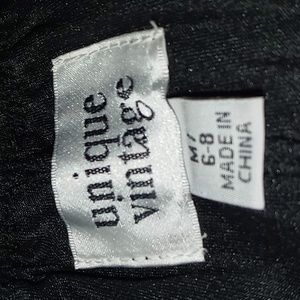 unique
vintage
M/
6-8
MADE IN
CHINA